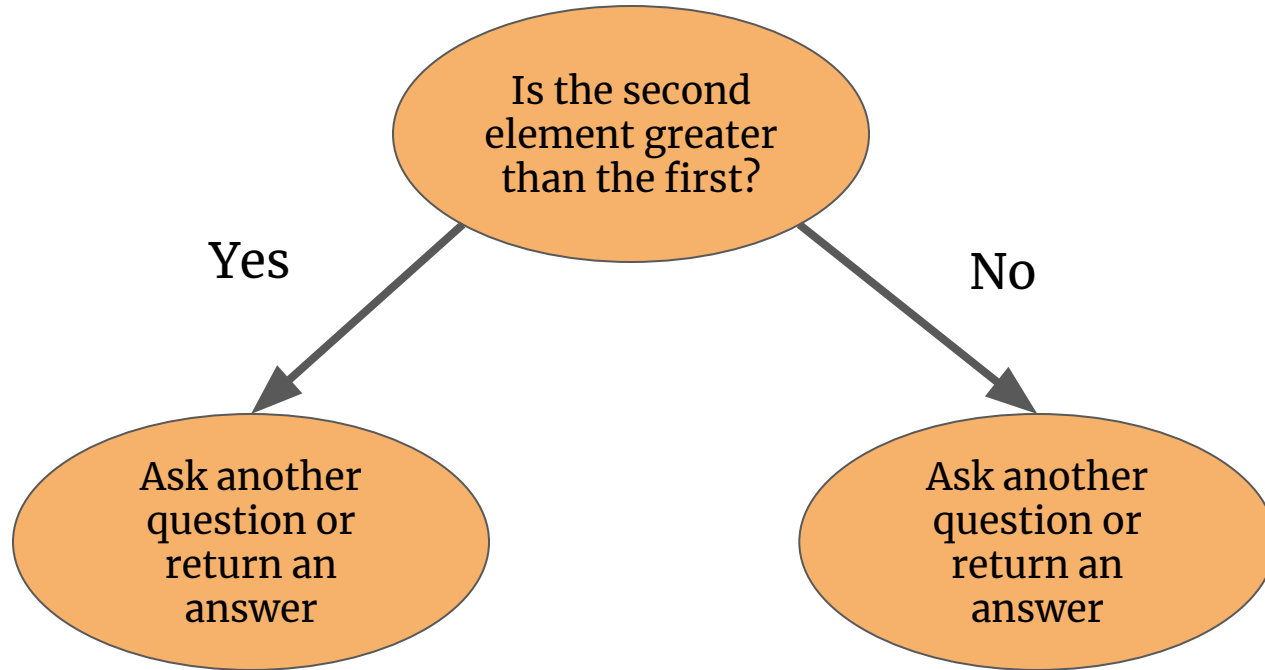 Is the second
element greater
than the first?
Yes
No
Ask another
question or
return an
answer
Ask another
question or
return an
answer